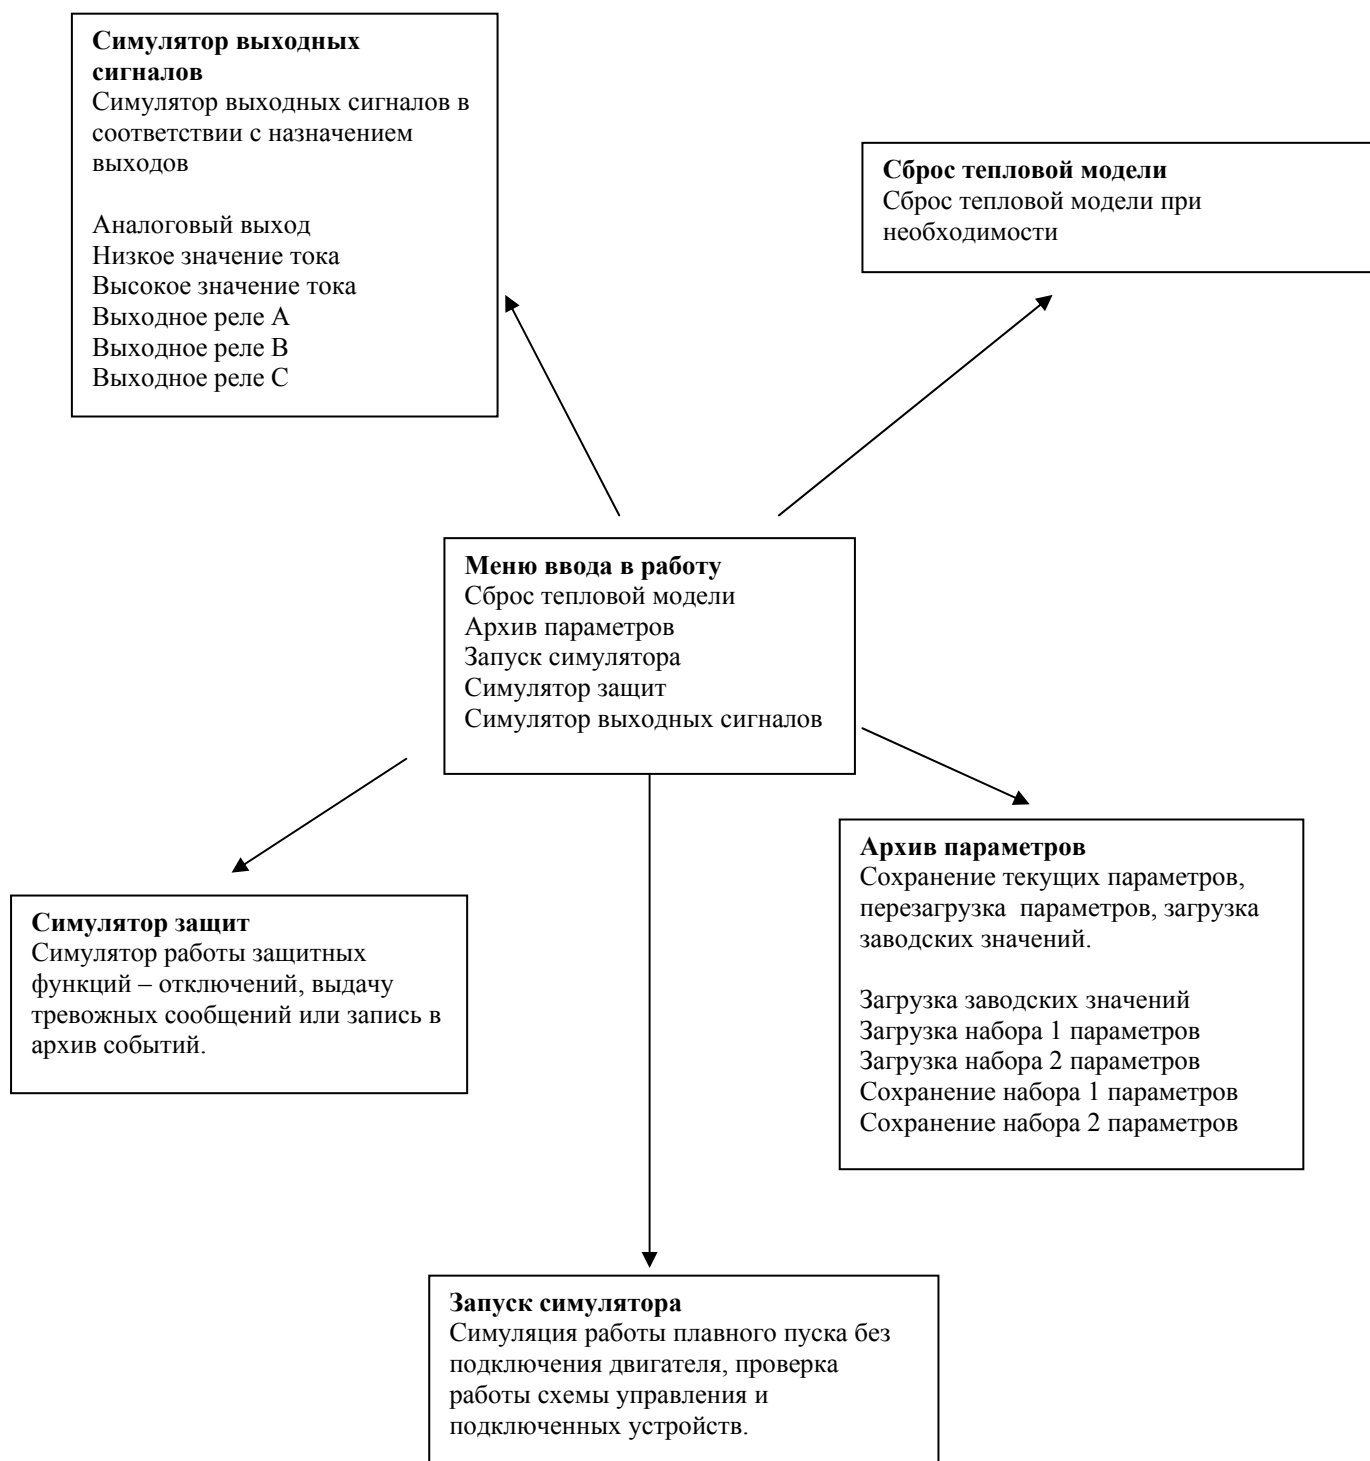 Симулятор выходных
сигналов
Симулятор выходных сигналов в
соответствии с назначением
выходов
Аналоговый выход
Низкое значение тока
Высокое значение тока
Выходное реле А
Выходное реле В
Выходное реле С
Сброс тепловой модели
Сброс тепловой модели при
необходимости
Меню ввода в работу
Сброс тепловой модели
Архив параметров
Запуск симулятора
Симулятор защит
Симулятор выходных сигналов
Симулятор защит
Симулятор работы защитных
функций – отключений, выдачу
тревожных сообщений или запись в
архив событий.
Архив параметров
Сохранение текущих параметров,
перезагрузка  параметров, загрузка
заводских значений.
Загрузка заводских значений
Загрузка набора 1 параметров
Загрузка набора 2 параметров
Сохранение набора 1 параметров
Сохранение набора 2 параметров
Запуск симулятора
Симуляция работы плавного пуска без
подключения двигателя, проверка
работы схемы управления и
подключенных устройств.